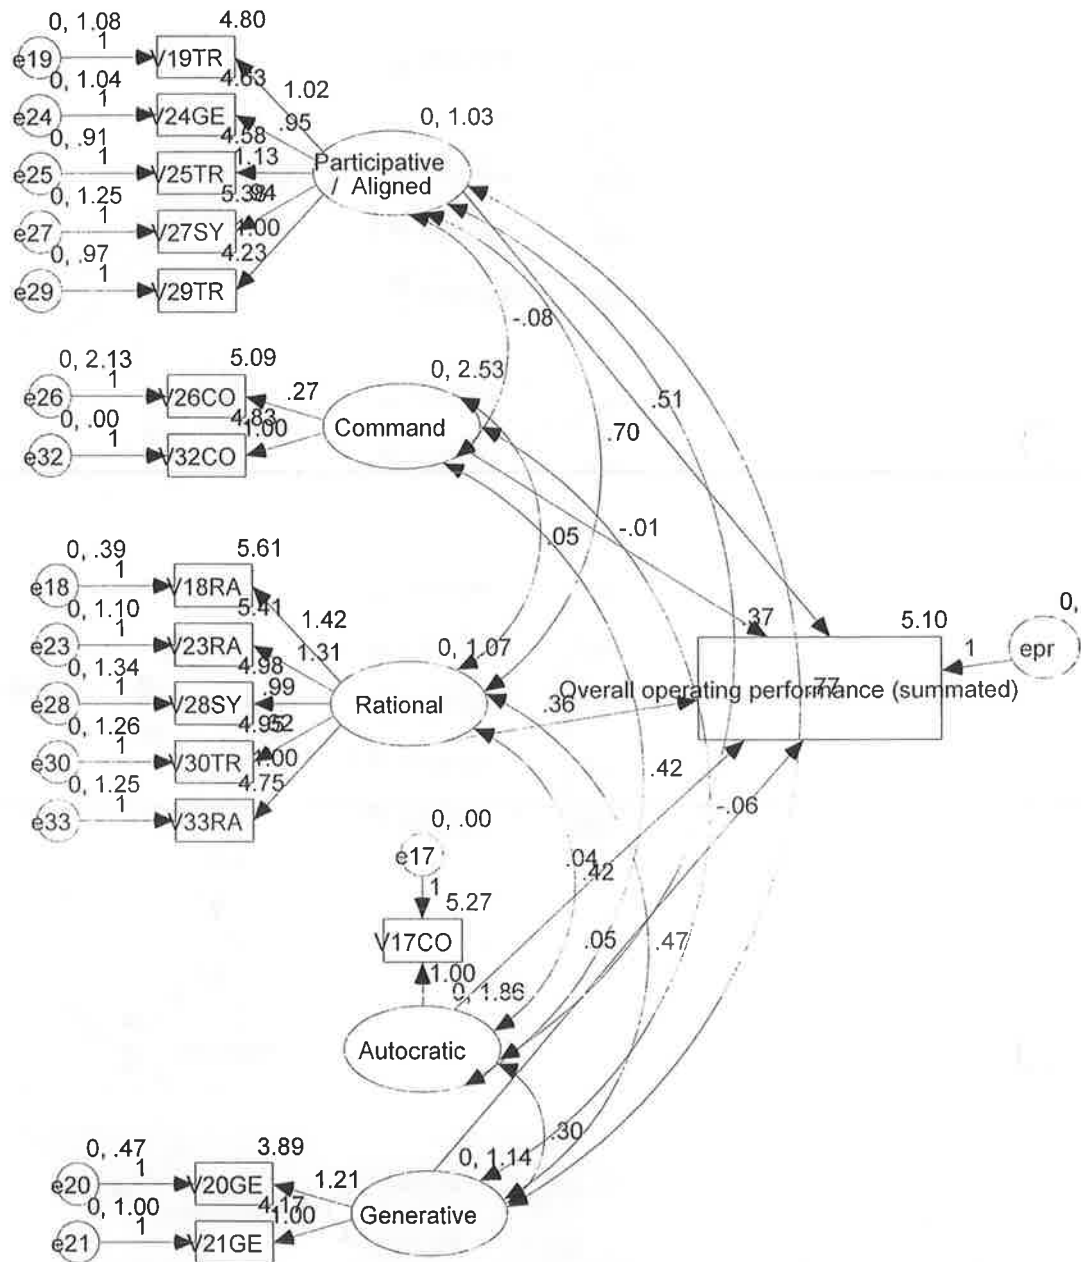 0, 1.08
4.80
1
e19
V19TR
0, 1.04
4.63
1.02
1
e24
V24GE
.95
0, 1.03
0, .91
4.58
1
1.13
Participative
/ Aligned
e25
V25TR
0, 1.25
5.38
.94
1
e27
V27SY
1.00
0, .97
4.23
1
e29
V29TR
-.08
0, 2.13
5.09
0, 2.53
1
.27
.51
e26
V26CO
0, .00
4.83
1.00
Command
.70
1
e32
V32CO
.05
-.01
0, .39
5.61
1
e18
V18RA
0, 1.10
5.41
1.42
1
.37
5.10
0,
e23
V23RA
1.31
0, 1.07
1
epr
0, 1.34
4.98
1
.99
.77
Overall operating performance (summated)
e28
V28SY
Rational
.36
0, 1.26
4.95
1
e30
V30TR
1.00
.42
0, 1.25
4.75
1
-.06
e33
V33RA
0, .00
e17
.04
.42
1
5.27
V17CO
.05
.47
1.00
0, 1.86
Autocratic
.30
0, .47
3.89
0, 1.14
1
1.21
e20
V20GE
0, 1.00
4.17
1.00
Generative
1
e21
V21GE